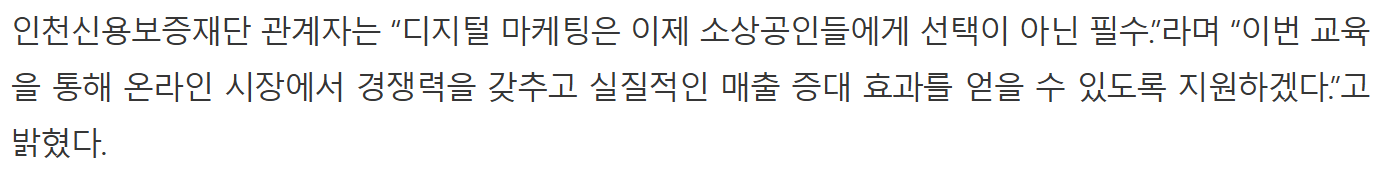 인천신용보증재단 관계자는 “디지털 마케팅은 이제 소상공인들에게 선택이 아닌 필수.”라며 “이번 교육
을 통해 온라인 시장에서 경쟁력을 갖추고 실질적인 매출 증대 효과를 얻을 수 있도록 지원하겠다.”고
밝혔다.